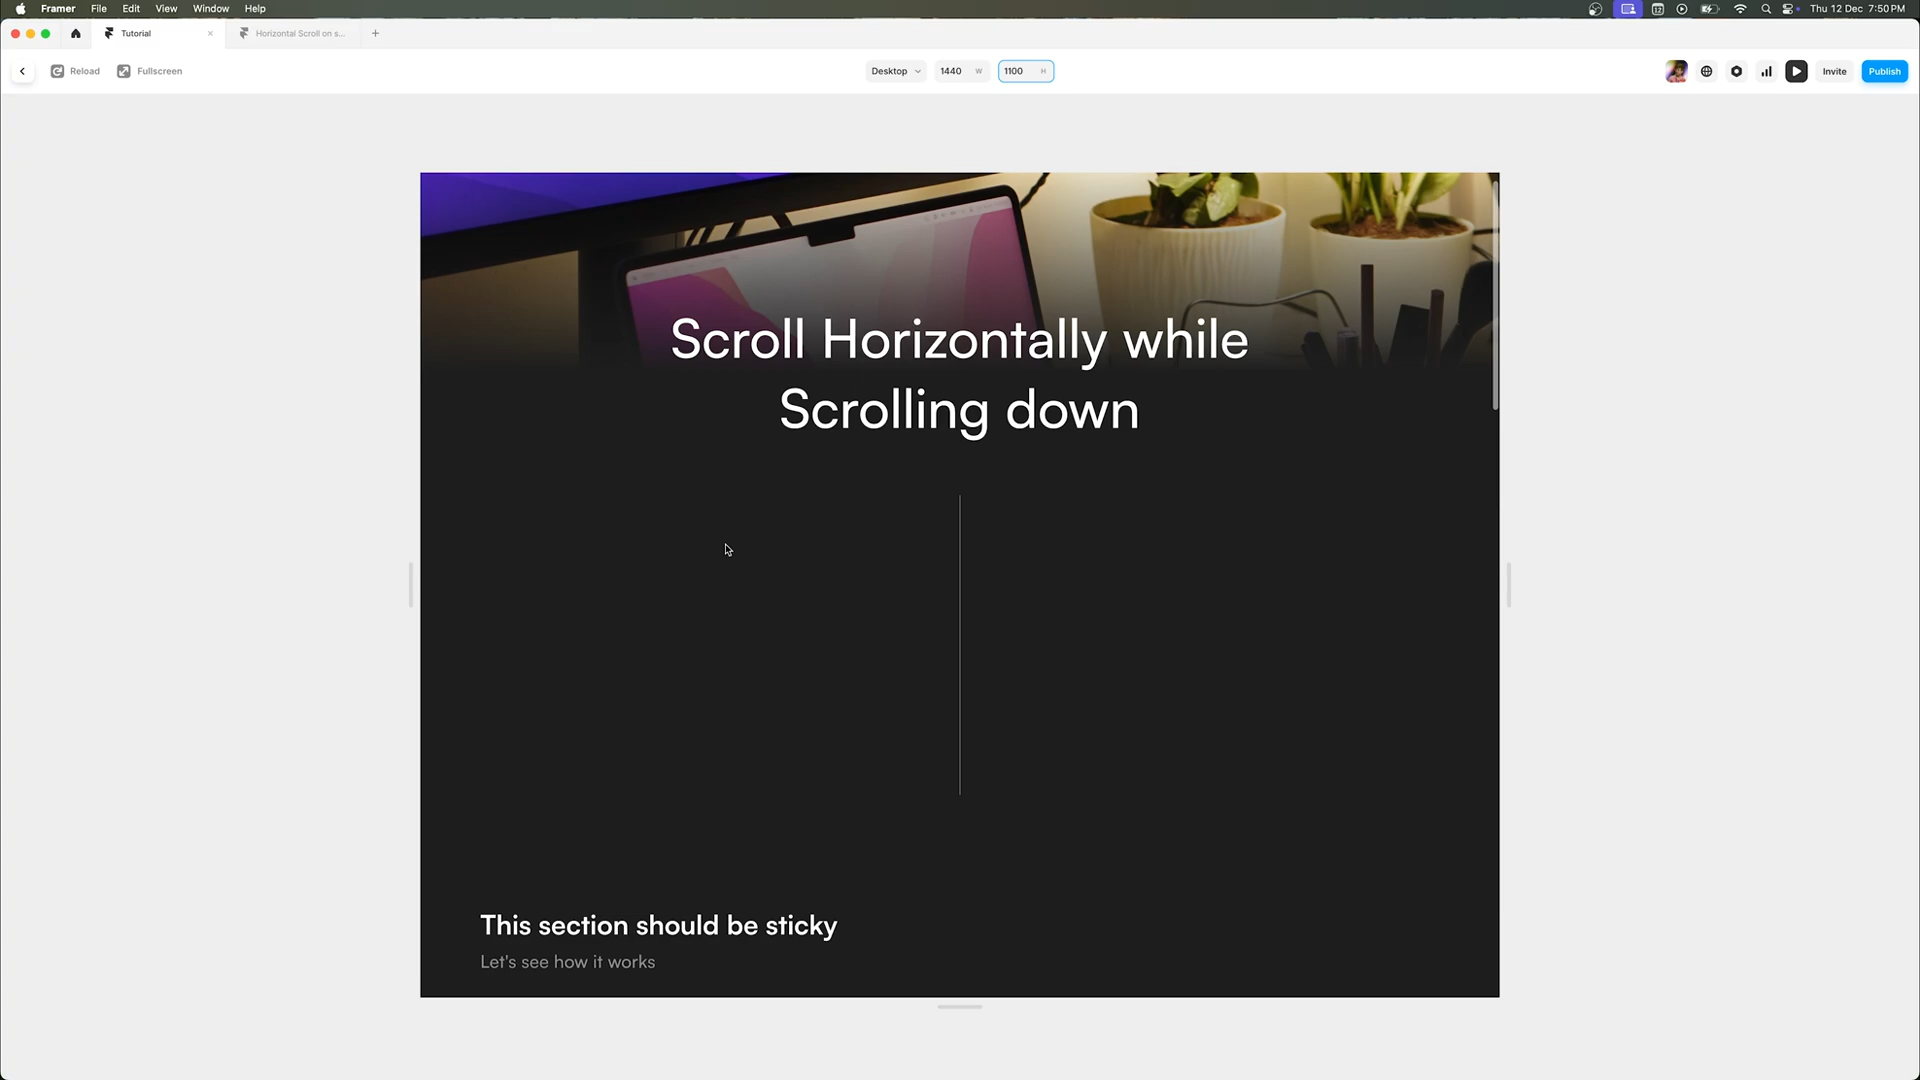 Framer File Edit View Window Help
12
Thu 12 Dec 7:50 PM
Tutorial
Horizontal Scroll on s...
Reload Fullscreen
Desktop 1440 W 1100 H
Invite Publish
Scroll Horizontally while
Scrolling down
This section should be sticky
Let's see how it works